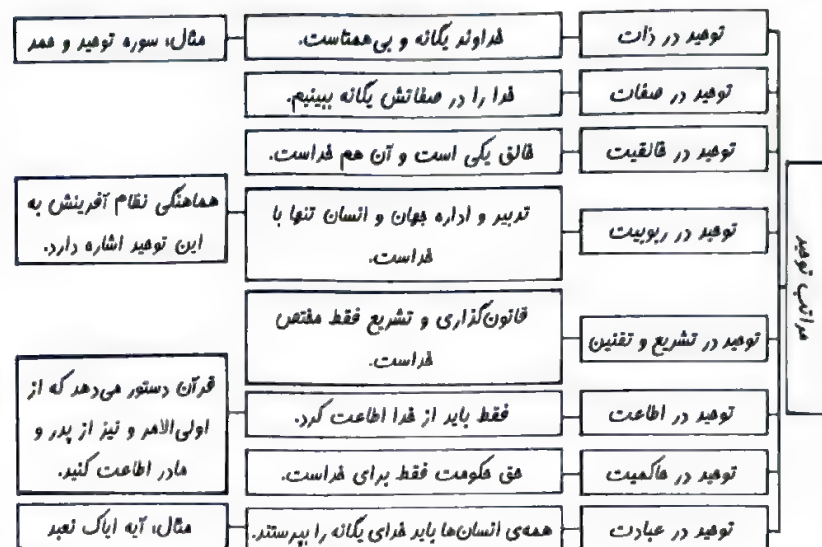 مراتب توحید
توحید در ذات
خداوند یگانه و بی‌همتاست.
مثال: سوره توحید و حمد
توحید در صفات
خدا را در صفاتش یگانه ببینیم.
توحید در خالقیت
خالق یکی است و آن هم خداست.
توحید در ربوبیت
تدبیر و اداره جهان و انسان تنها با
خداست.
هماهنگی نظام آفرینش به
این توحید اشاره دارد.
توحید در تشریع و تقنین
قانون‌گذاری و تشریع فقط مختص
خداست.
توحید در اطاعت
فقط باید از خدا اطاعت کرد.
قرآن دستور می‌دهد که از
اولی‌الامر و نیز از پدر و
مادر اطاعت کنید.
توحید در حاکمیت
حق حکومت فقط برای خداست.
توحید در عبادت
همه‌ی انسان‌ها باید خدای یگانه را بپرستند.
مثال: آیه ایاک نعبد